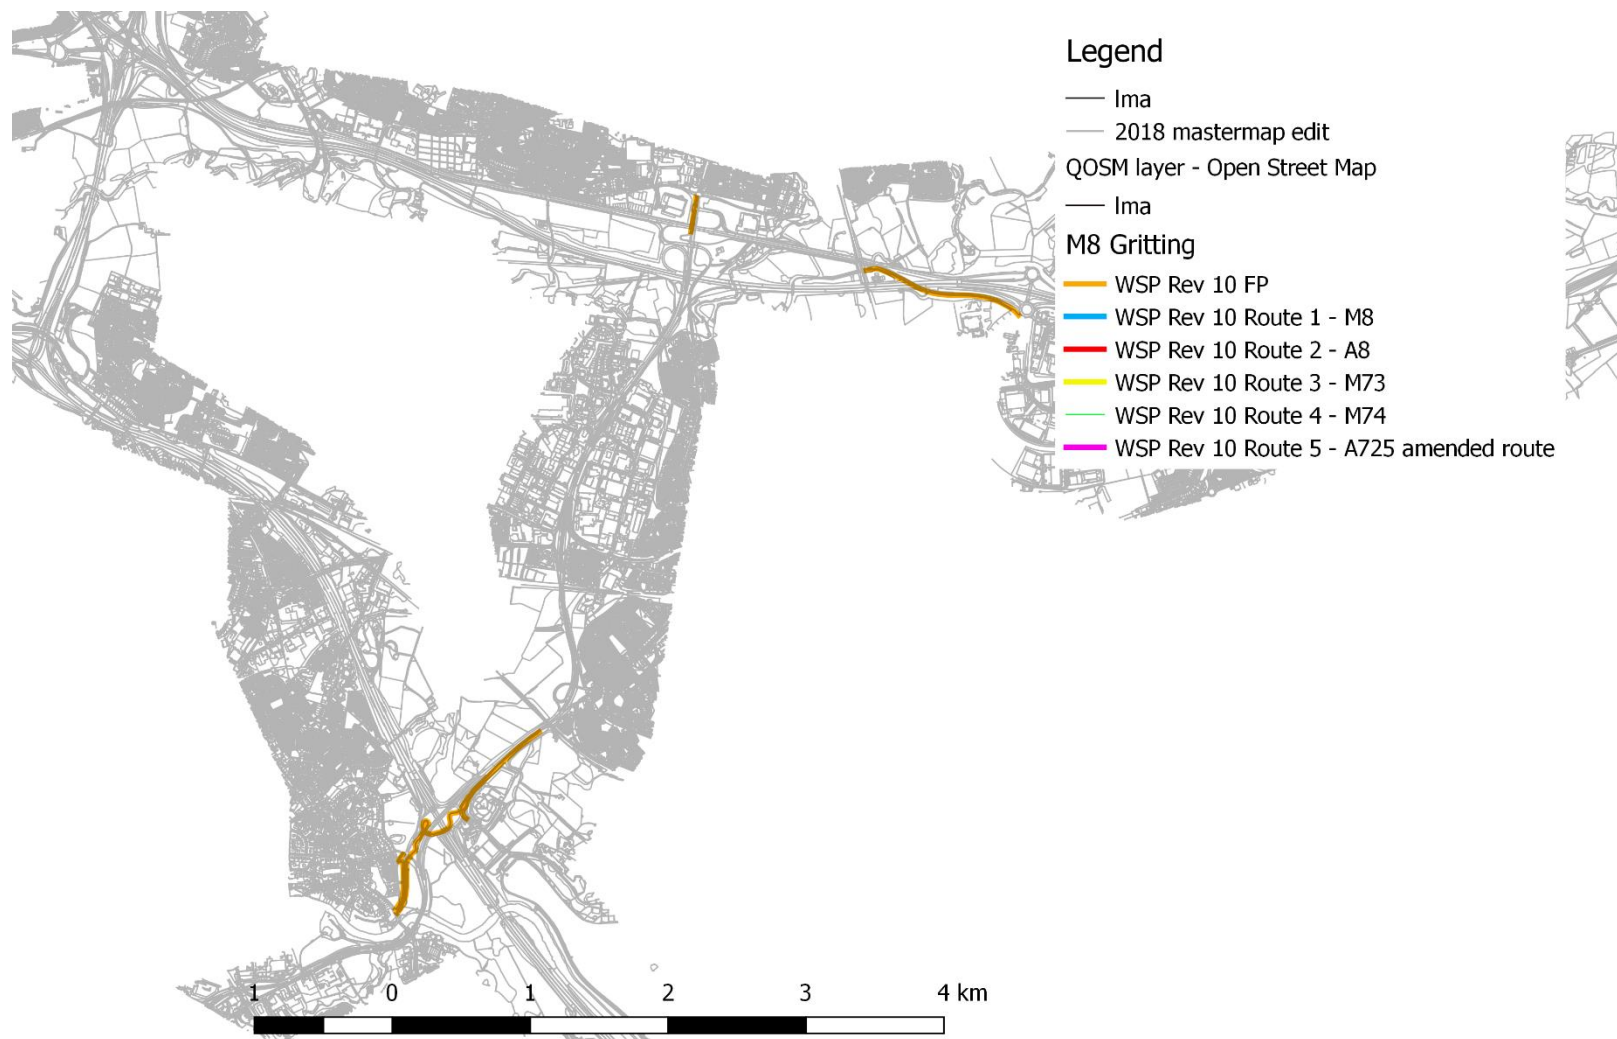 Legend
lma
2018 mastermap edit
QOSM layer - Open Street Map
lma
M8 Gritting
WSP Rev 10 FP
WSP Rev 10 Route 1 - M8
WSP Rev 10 Route 2 - A8
WSP Rev 10 Route 3 - M73
WSP Rev 10 Route 4 - M74
WSP Rev 10 Route 5 - A725 amended route
1 0 1 2 3 4 km